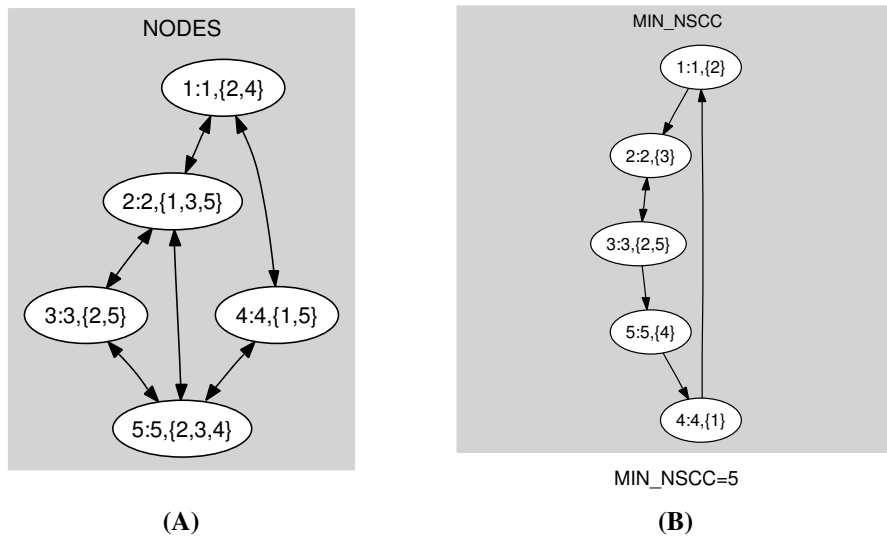 NODES
1:1,{2,4}
2:2,{1,3,5}
3:3,{2,5}
4:4,{1,5}
5:5,{2,3,4}
(A)
MIN_NSCC
1:1,{2}
2:2,{3}
3:3,{2,5}
5:5,{4}
4:4,{1}
MIN_NSCC=5
(B)